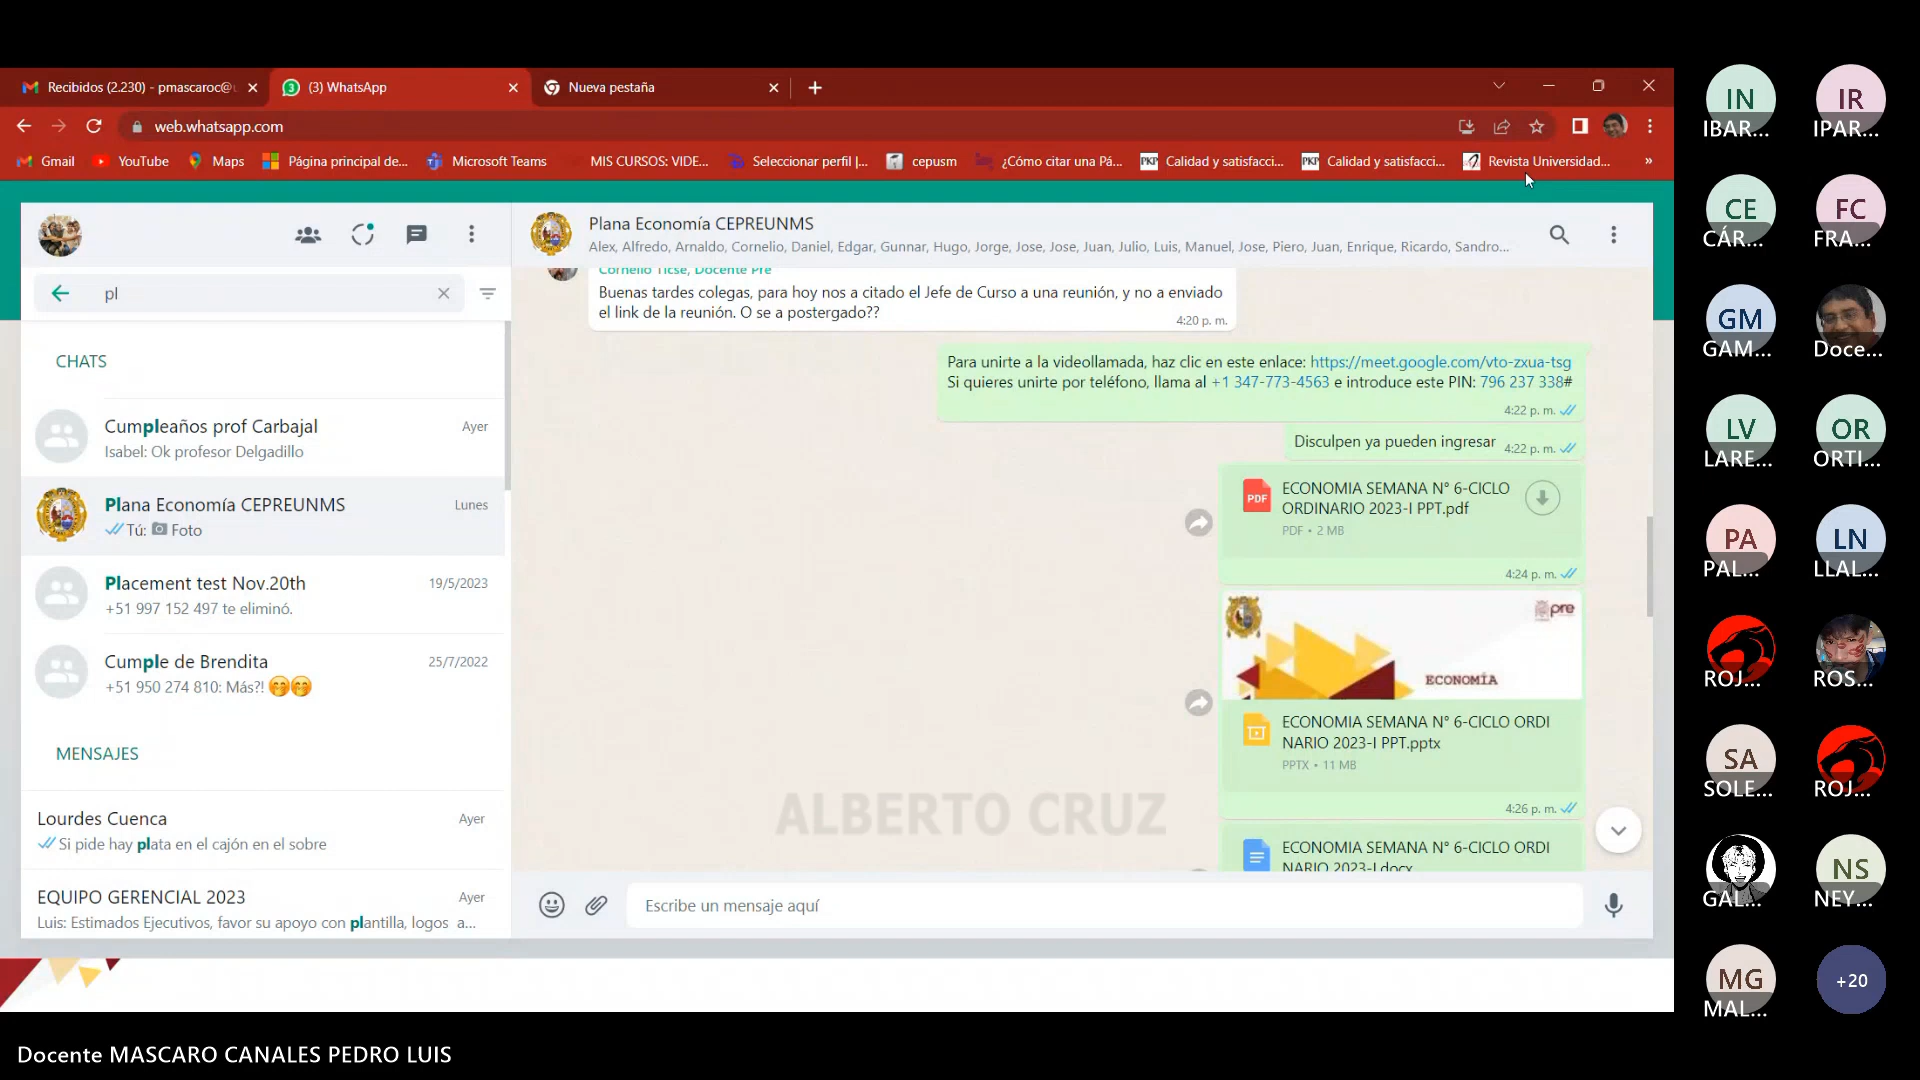 Recibidos (2.230) - pmascaroc@u
(3) WhatsApp
Nueva pestaña
web.whatsapp.com
Gmail
YouTube
Maps
Página principal de...
Microsoft Teams
MIS CURSOS: VIDE...
Seleccionar perfil |...
cepusm
¿Cómo citar una Pá...
PKP Calidad y satisfacci...
PKP Calidad y satisfacci...
Revista Universidad...
»
pl
CHATS
Cumpleaños prof Carbajal
Ayer
Isabel: Ok profesor Delgadillo
Plana Economía CEPREUNMS
Lunes
Tú: Foto
Placement test Nov.20th
19/5/2023
+51 997 152 497 te eliminó.
Cumple de Brendita
25/7/2022
+51 950 274 810: Más?! 🤭🤭
MENSAJES
Lourdes Cuenca
Ayer
Si pide hay plata en el cajón en el sobre
EQUIPO GERENCIAL 2023
Ayer
Luis: Estimados Ejecutivos, favor su apoyo con plantilla, logos a...
Plana Economía CEPREUNMS
Alex, Alfredo, Arnaldo, Cornelio, Daniel, Edgar, Gunnar, Hugo, Jorge, Jose, Jose, Juan, Julio, Luis, Manuel, Jose, Piero, Juan, Enrique, Ricardo, Sandro...
Cornelio Ticse, Docente Pre
Buenas tardes colegas, para hoy nos a citado el Jefe de Curso a una reunión, y no a enviado
el link de la reunión. O se a postergado??
4:20 p. m.
Para unirte a la videollamada, haz clic en este enlace: https://meet.google.com/vto-zxua-tsg
Si quieres unirte por teléfono, llama al +1 347-773-4563 e introduce este PIN: 796 237 338#
4:22 p. m.
Disculpen ya pueden ingresar
4:22 p. m.
PDF
ECONOMIA SEMANA N° 6-CICLO
ORDINARIO 2023-I PPT.pdf
PDF • 2 MB
4:24 p. m.
pre
ECONOMÍA
ECONOMIA SEMANA N° 6-CICLO ORDI
NARIO 2023-I PPT.pptx
PPTX • 11 MB
4:26 p. m.
ECONOMIA SEMANA N° 6-CICLO ORDI
NARIO 2023-I.docx
ALBERTO CRUZ
Escribe un mensaje aquí
IN
IBAR...
IR
IPAR...
CE
CÁR...
FC
FRA...
GM
GAM...
Doce...
LV
LARE...
OR
ORTI...
PA
PAL...
LN
LLAL...
ROJ...
ROS...
SA
SOLE...
ROJ...
GAL...
NS
NEY...
MG
MAL...
+20
Docente MASCARO CANALES PEDRO LUIS